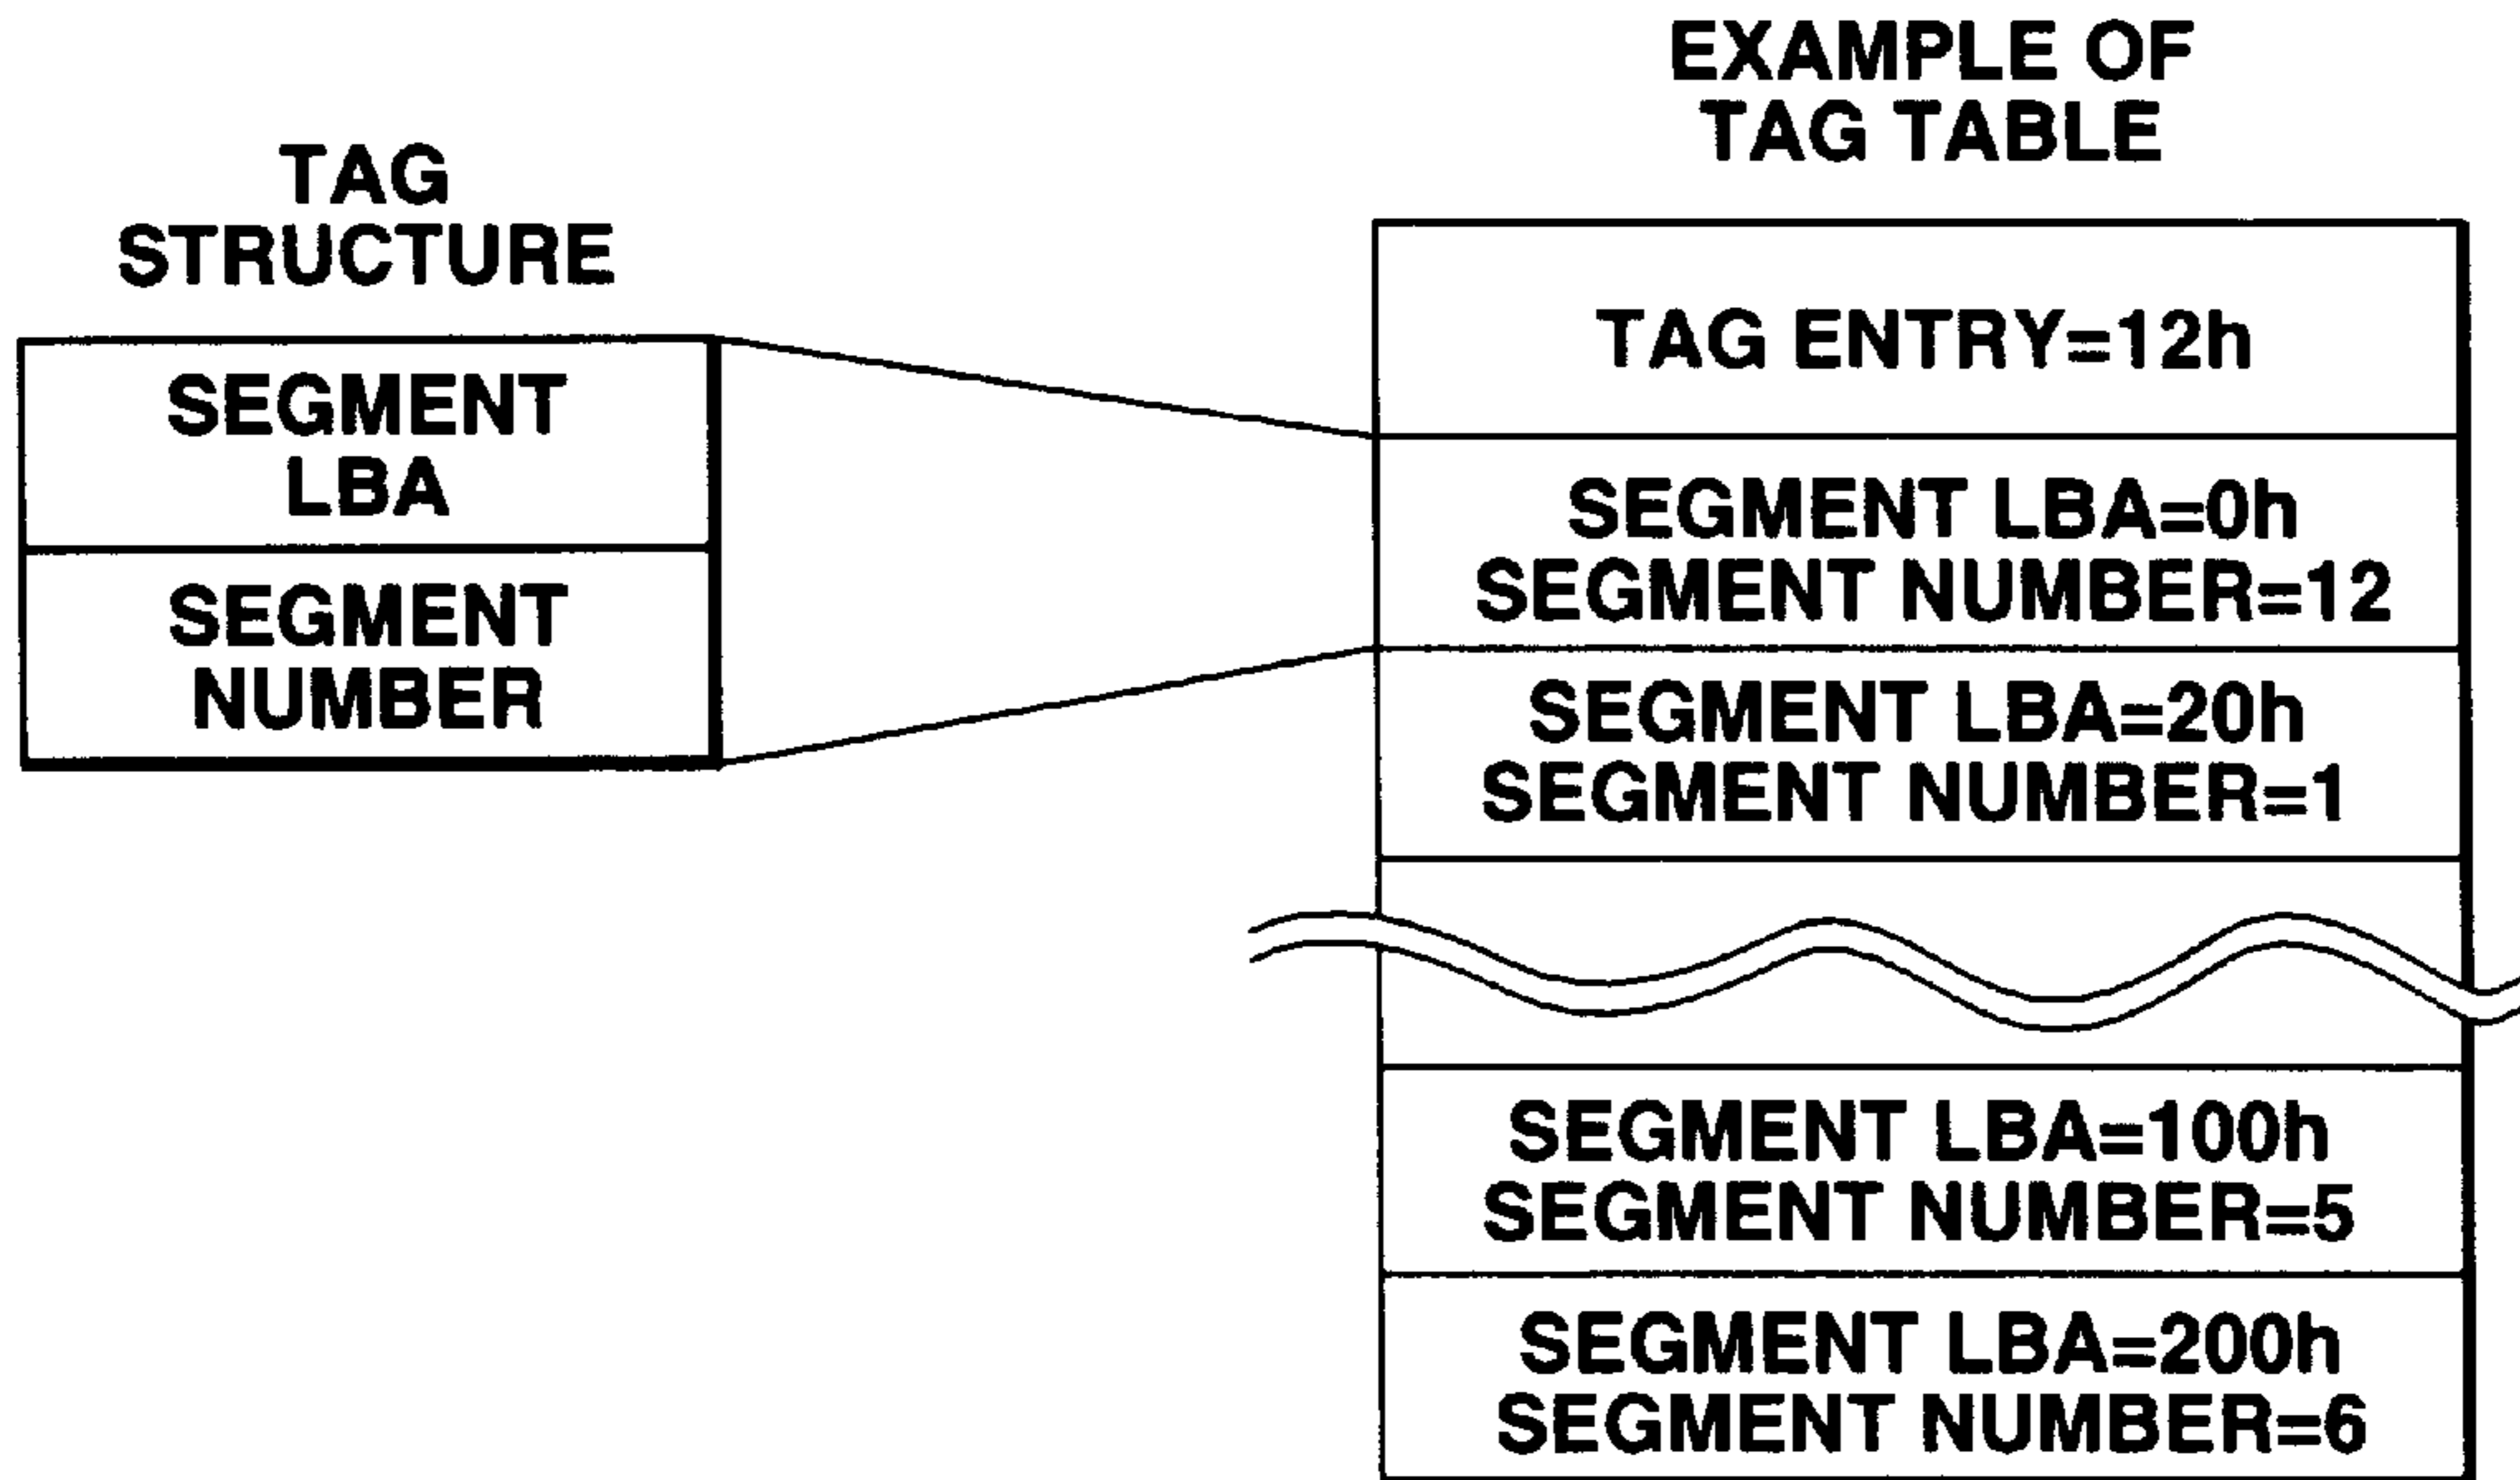 TAG
STRUCTURE
SEGMENT
LBA
SEGMENT
NUMBER
EXAMPLE OF
TAG TABLE
TAG ENTRY=12h
SEGMENT LBA=0h
SEGMENT NUMBER=12
SEGMENT LBA=20h
SEGMENT NUMBER=1
SEGMENT LBA=100h
SEGMENT NUMBER=5
SEGMENT LBA=200h
SEGMENT NUMBER=6